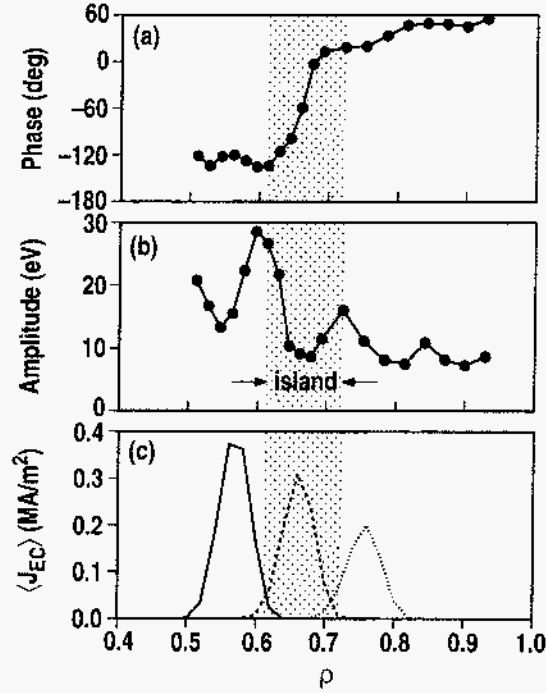 60
0
−60
−120
−180
Phase (deg)
(a)
30
20
10
0
Amplitude (eV)
(b)
island
0.4
0.3
0.2
0.1
0.0
⟨J_EC⟩ (MA/m²)
(c)
0.4 0.5 0.6 0.7 0.8 0.9 1.0
ρ